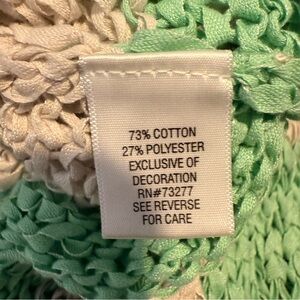 73% COTTON
27% POLYESTER
EXCLUSIVE OF
DECORATION
RN#73277
SEE REVERSE
FOR CARE